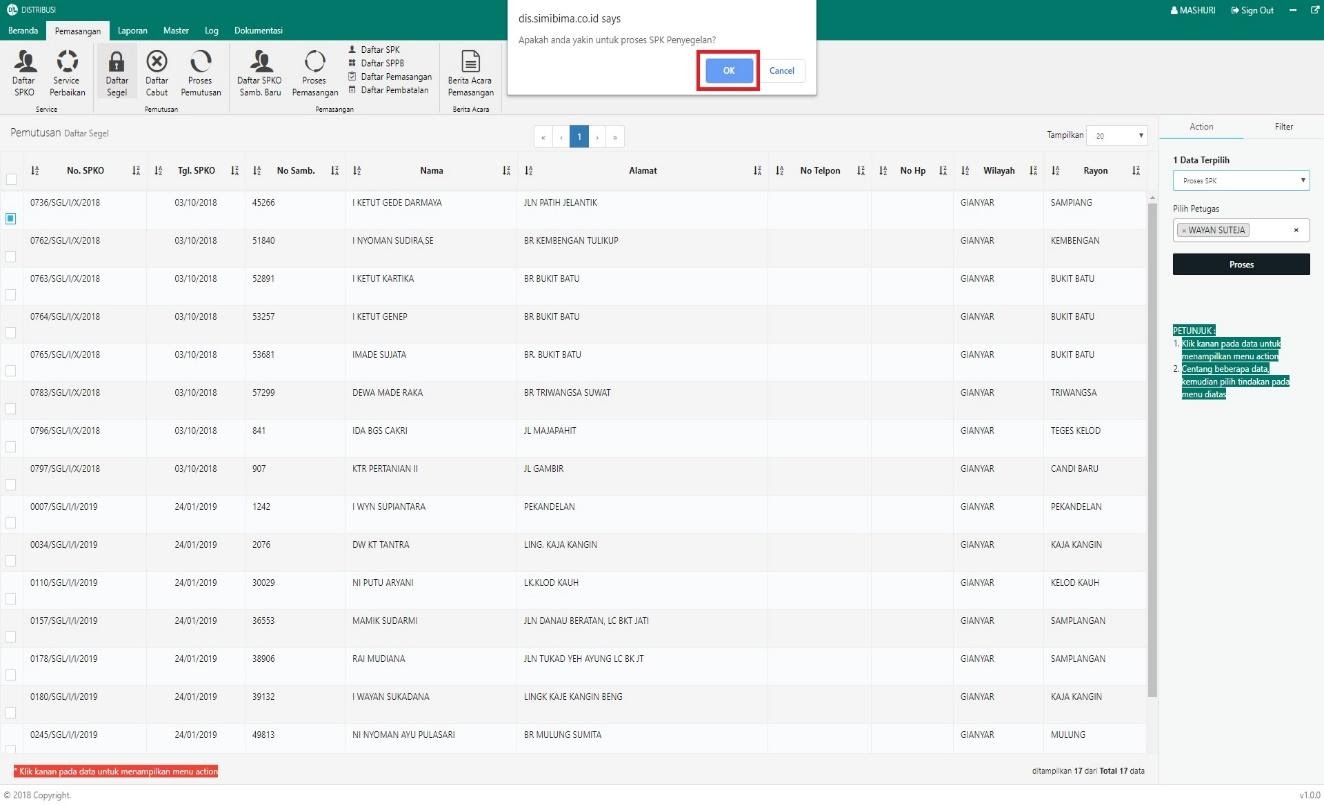 DISTRIBUSI
MASHURI Sign Out
Beranda Pemasangan Laporan Master Log Dokumentasi
dis.simibima.co.id says
Apakah anda yakin untuk proses SPK Penyegelan?
OK Cancel
Daftar SPKO
Service Perbaikan
Service
Daftar Segel
Daftar Cabut
Proses Pemutusan
Pemutusan
Daftar SPKO Samb. Baru
Proses Pemasangan
Daftar SPK
Daftar SPPB
Daftar Pemasangan
Daftar Pembatalan
Pemasangan
Berita Acara Pemasangan
Berita Acara
Pemutusan Daftar Segel
« ‹ 1 › »
Tampilkan 20
No. SPKO Tgl. SPKO No Samb. Nama Alamat No Telpon No Hp Wilayah Rayon
0736/SGL/I/X/2018 03/10/2018 45266 I KETUT GEDE DARMAYA JLN PATIH JELANTIK GIANYAR SAMPIANG
0762/SGL/I/X/2018 03/10/2018 51840 I NYOMAN SUDIRA,SE BR KEMBENGAN TULIKUP GIANYAR KEMBENGAN
0763/SGL/I/X/2018 03/10/2018 52891 I KETUT KARTIKA BR BUKIT BATU GIANYAR BUKIT BATU
0764/SGL/I/X/2018 03/10/2018 53257 I KETUT GENEP BR BUKIT BATU GIANYAR BUKIT BATU
0765/SGL/I/X/2018 03/10/2018 53681 IMADE SUJATA BR. BUKIT BATU GIANYAR BUKIT BATU
0783/SGL/I/X/2018 03/10/2018 57299 DEWA MADE RAKA BR TRIWANGSA SUWAT GIANYAR TRIWANGSA
0796/SGL/I/X/2018 03/10/2018 841 IDA BGS CAKRI JL MAJAPAHIT GIANYAR TEGES KELOD
0797/SGL/I/X/2018 03/10/2018 907 KTR PERTANIAN II JL GAMBIR GIANYAR CANDI BARU
0007/SGL/I/I/2019 24/01/2019 1242 I WYN SUPIANTARA PEKANDELAN GIANYAR PEKANDELAN
0034/SGL/I/I/2019 24/01/2019 2076 DW KT TANTRA LING. KAJA KANGIN GIANYAR KAJA KANGIN
0110/SGL/I/I/2019 24/01/2019 30029 NI PUTU ARYANI LK.KLOD KAUH GIANYAR KELOD KAUH
0157/SGL/I/I/2019 24/01/2019 36553 MAMIK SUDARMI JLN DANAU BERATAN, LC BKT JATI GIANYAR SAMPLANGAN
0178/SGL/I/I/2019 24/01/2019 38906 RAI MUDIANA JLN TUKAD YEH AYUNG LC BK JT GIANYAR SAMPLANGAN
0180/SGL/I/I/2019 24/01/2019 39132 I WAYAN SUKADANA LINGK KAJE KANGIN BENG GIANYAR KAJA KANGIN
0245/SGL/I/I/2019 24/01/2019 49813 NI NYOMAN AYU PULASARI BR MULUNG SUMITA GIANYAR MULUNG
Action Filter
1 Data Terpilih
Proses SPK
Pilih Petugas
× WAYAN SUTEJA ×
Proses
PETUNJUK :
1. Klik kanan pada data untuk
menampilkan menu action
2. Centang beberapa data,
kemudian pilih tindakan pada
menu diatas
* Klik kanan pada data untuk menampilkan menu action
ditampilkan 17 dari Total 17 data
© 2018 Copyright.
v1.0.0